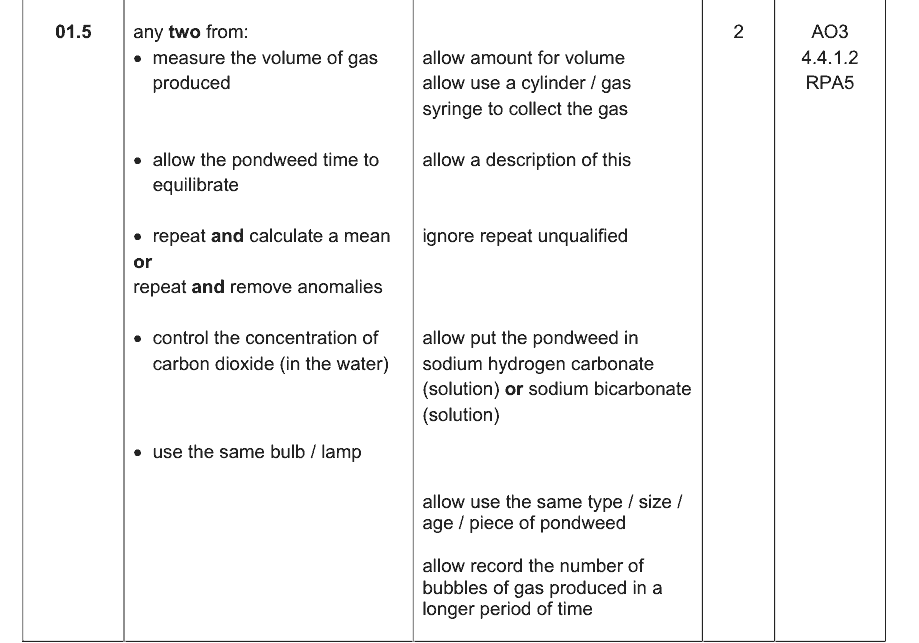 01.5
any two from:
• measure the volume of gas
produced
allow amount for volume
allow use a cylinder / gas
syringe to collect the gas
2
AO3
4.4.1.2
RPA5
• allow the pondweed time to
equilibrate
allow a description of this
• repeat and calculate a mean
or
repeat and remove anomalies
ignore repeat unqualified
• control the concentration of
carbon dioxide (in the water)
allow put the pondweed in
sodium hydrogen carbonate
(solution) or sodium bicarbonate
(solution)
• use the same bulb / lamp
allow use the same type / size /
age / piece of pondweed
allow record the number of
bubbles of gas produced in a
longer period of time